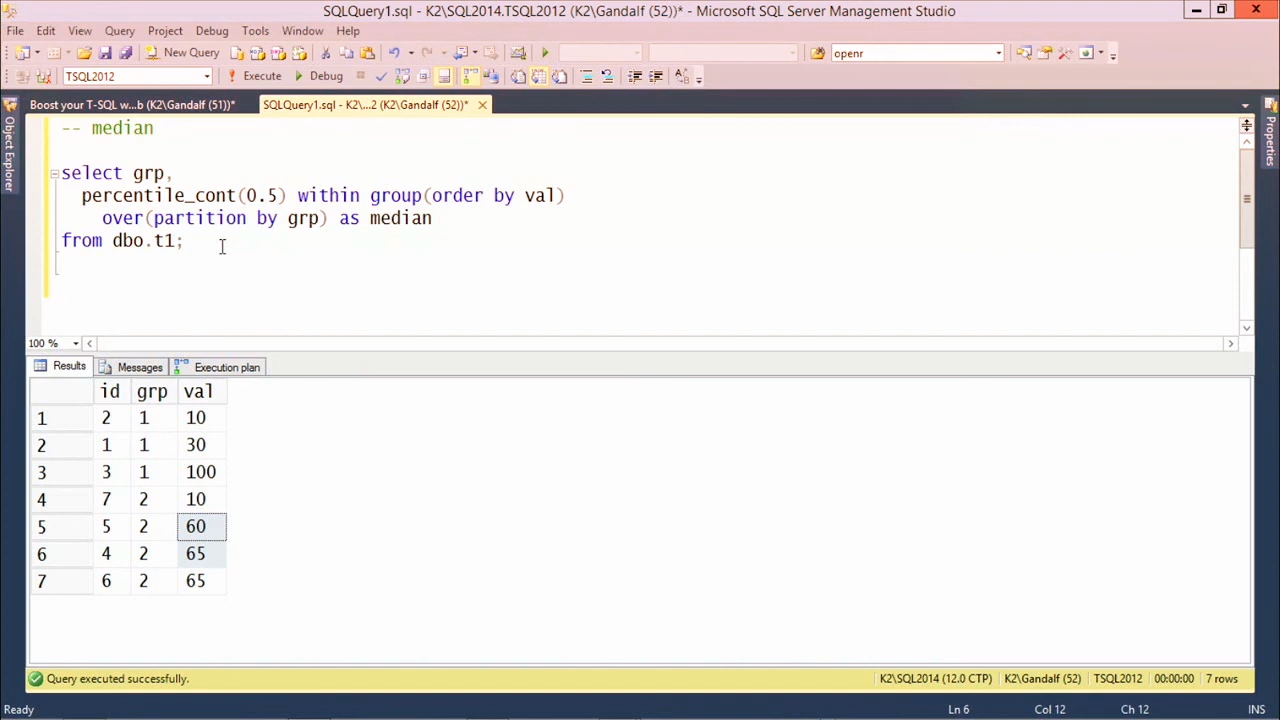 SQLQuery1.sql - K2\SQL2014.TSQL2012 (K2\Gandalf (52))* - Microsoft SQL Server Management Studio
File Edit View Query Project Debug Tools Window Help
New Query openr
TSQL2012 Execute Debug
Boost your T-SQL w...b (K2\Gandalf (51))* SQLQuery1.sql - K2\...2 (K2\Gandalf (52))*
Object Explorer
Properties
-- median
select grp,
percentile_cont(0.5) within group(order by val)
over(partition by grp) as median
from dbo.t1;
100 %
Results Messages Execution plan
id grp val
1 2 1 10
2 1 1 30
3 3 1 100
4 7 2 10
5 5 2 60
6 4 2 65
7 6 2 65
Query executed successfully. K2\SQL2014 (12.0 CTP) K2\Gandalf (52) TSQL2012 00:00:00 7 rows
Ready Ln 6 Col 12 Ch 12 INS